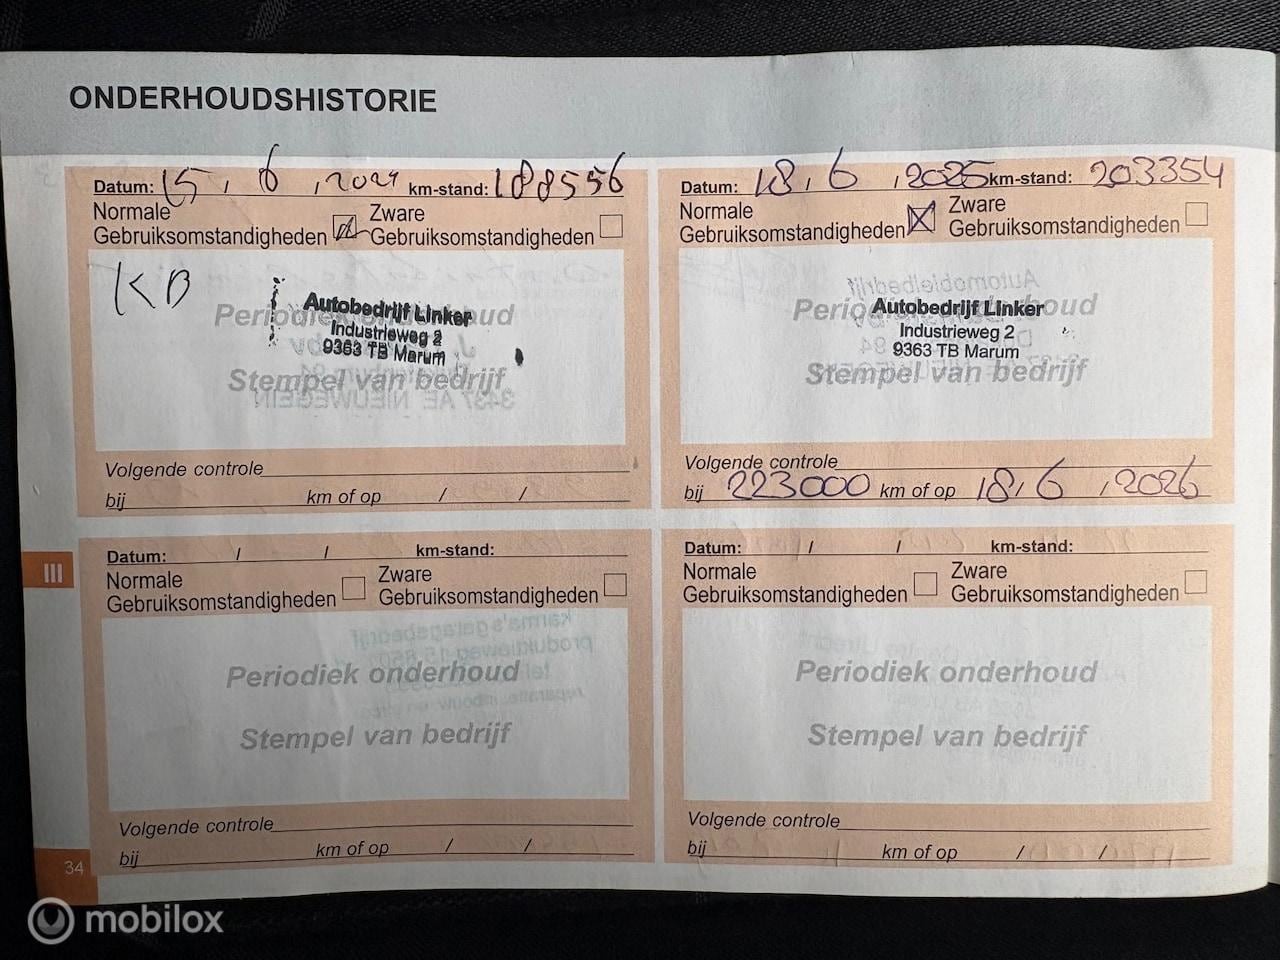 ONDERHOUDSHISTORIE
Datum: 15, 6, 2024 km-stand: 188556
Normale Gebruiksomstandigheden Zware Gebruiksomstandigheden
KB
Periodiek onderhoud
Autobedrijf Linker
Industrieweg 2
9363 TB Marum
Stempel van bedrijf
Volgende controle
bij km of op / /
Datum: 18, 6, 2025 km-stand: 203354
Normale Gebruiksomstandigheden Zware Gebruiksomstandigheden
Periodiek onderhoud
Autobedrijf Linker
Industrieweg 2
9363 TB Marum
Stempel van bedrijf
Volgende controle
bij 223000 km of op 18, 6, 2026
III
Datum: / / km-stand:
Normale Gebruiksomstandigheden Zware Gebruiksomstandigheden
Periodiek onderhoud
Stempel van bedrijf
Volgende controle
bij km of op / /
Datum: / / km-stand:
Normale Gebruiksomstandigheden Zware Gebruiksomstandigheden
Periodiek onderhoud
Stempel van bedrijf
Volgende controle
bij km of op / /
34
mobilox